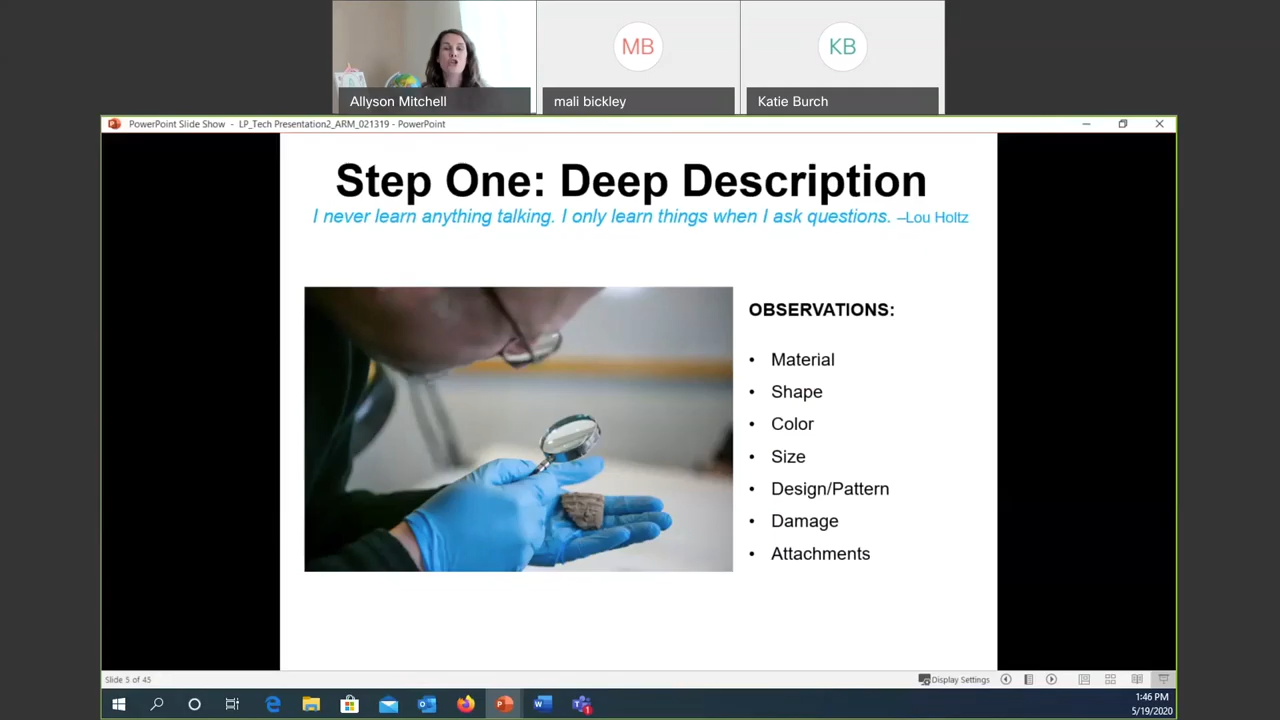 MB
KB
Allyson Mitchell
mali bickley
Katie Burch
PowerPoint Slide Show - LP_Tech Presentation2_ARM_021319 - PowerPoint
Step One: Deep Description
I never learn anything talking. I only learn things when I ask questions. –Lou Holtz
OBSERVATIONS:
• Material
• Shape
• Color
• Size
• Design/Pattern
• Damage
• Attachments
Slide 5 of 45
Display Settings
1:46 PM
5/19/2020